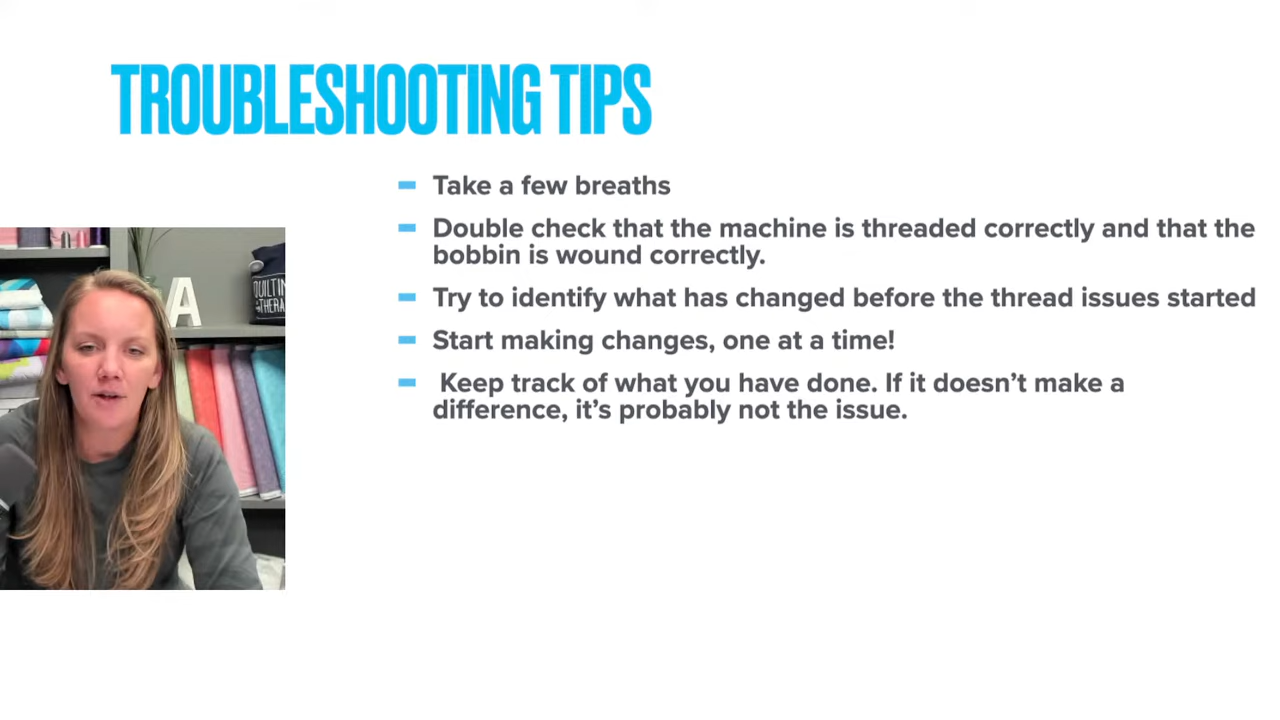 TROUBLESHOOTING TIPS
Take a few breaths
Double check that the machine is threaded correctly and that the
bobbin is wound correctly.
Try to identify what has changed before the thread issues started
Start making changes, one at a time!
Keep track of what you have done. If it doesn’t make a
difference, it’s probably not the issue.
A